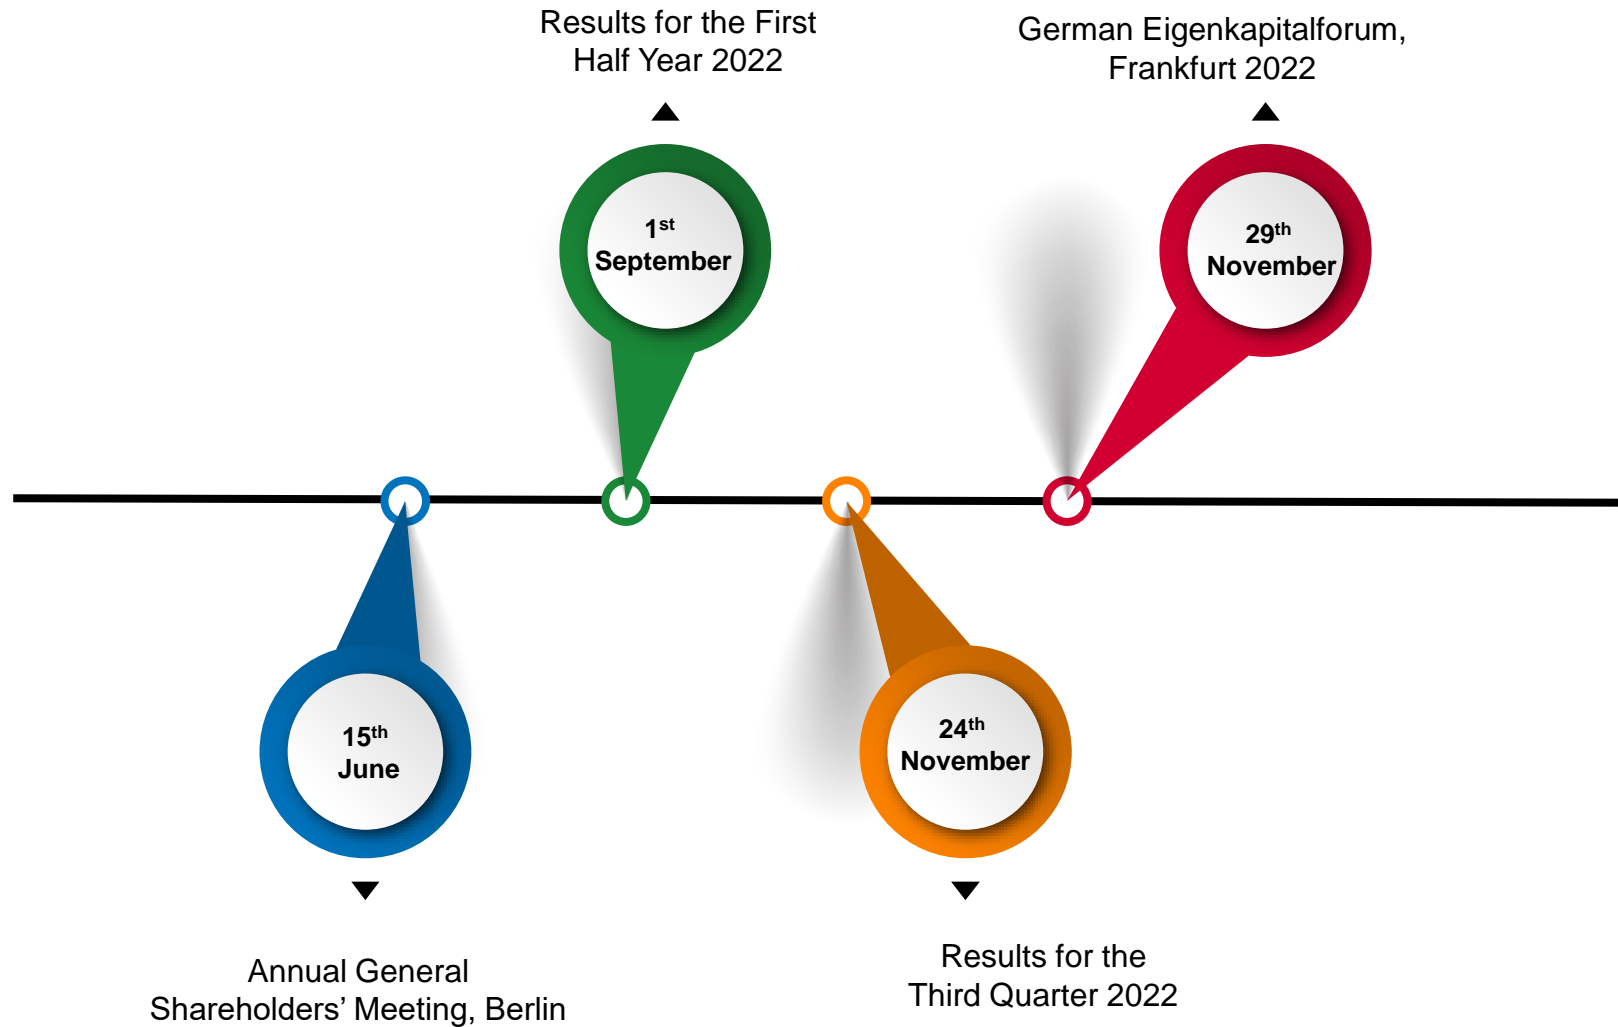 Results for the First
Half Year 2022
German Eigenkapitalforum,
Frankfurt 2022
1st
September
29th
November
15th
June
24th
November
Annual General
Shareholders’ Meeting, Berlin
Results for the
Third Quarter 2022